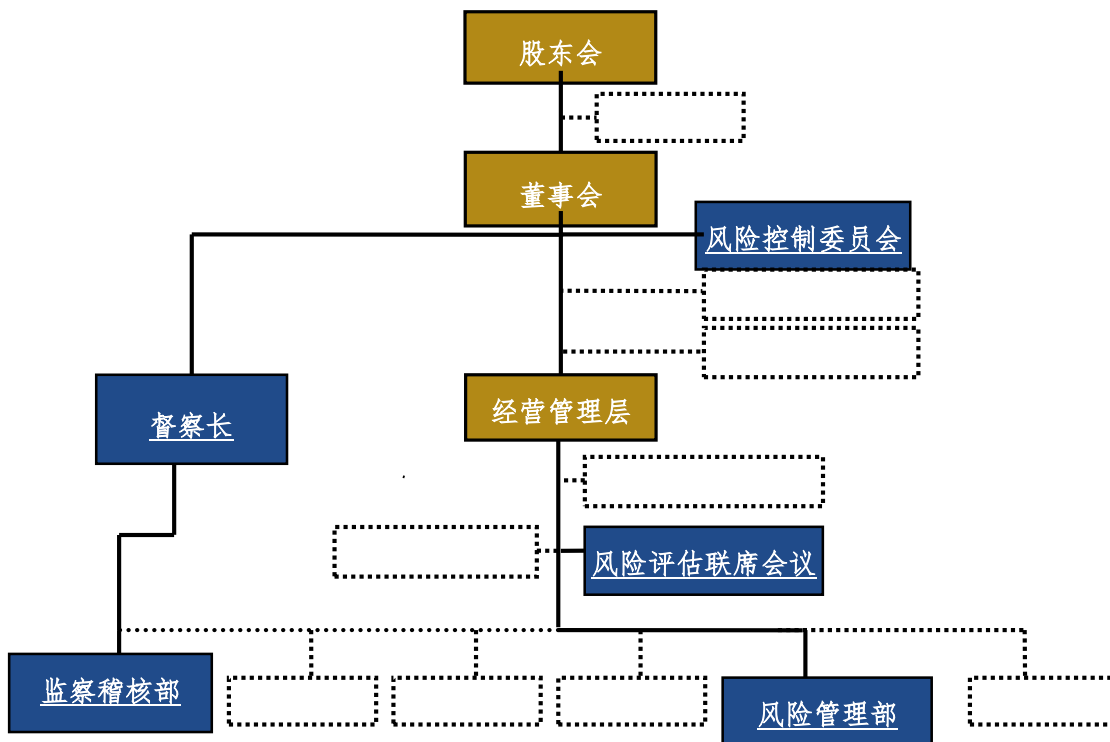 股东会
董事会
风险控制委员会
督察长
经营管理层
风险评估联席会议
监察稽核部
风险管理部